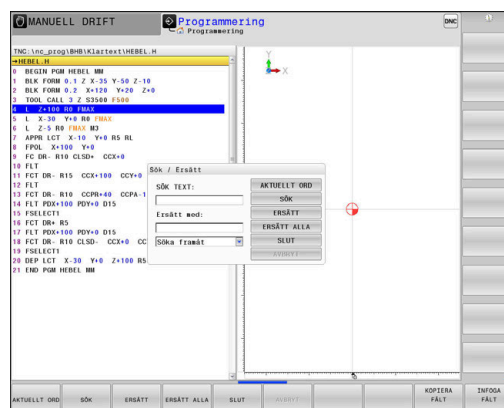 MANUELL DRIFT
Programmering
Programmering
DNC
TNC:\nc_prog\BHB\Klartext\HEBEL.H
→HEBEL.H
0 BEGIN PGM HEBEL MM
1 BLK FORM 0.1 Z X-35 Y-50 Z-10
2 BLK FORM 0.2 X+120 Y+20 Z+0
3 TOOL CALL 3 Z S3500 F500
4 L Z+100 R0 FMAX
5 L X-30 Y+0 R0 FMAX
6 L Z-5 R0 FMAX M3
7 APPR LCT X-10 Y+0 R5 RL
8 FPOL X+100 Y+0
9 FC DR- R10 CLSD+ CCX+0
10 FLT
11 FCT DR- R15 CCX+100 CCY+0
12 FLT
13 FCT DR- R10 CCPR+40 CCPA-1
14 FLT PDX+100 PDY+0 D15
15 FSELECT1
16 FCT DR+ R5
17 FLT PDX+100 PDY+0 D15
18 FCT DR- R10 CLSD- CCX+0 CC
19 FSELECT1
20 DEP LCT X-30 Y+0 Z+100 R5
21 END PGM HEBEL MM
Y
X
Sök / Ersätt
SÖK TEXT:
Ersätt med:
Söka framåt
AKTUELLT ORD
SÖK
ERSÄTT
ERSÄTT ALLA
SLUT
AVBRYT
AKTUELLT ORD
SÖK
ERSÄTT
ERSÄTT ALLA
SLUT
AVBRYT
KOPIERA
FÄLT
INFOGA
FÄLT